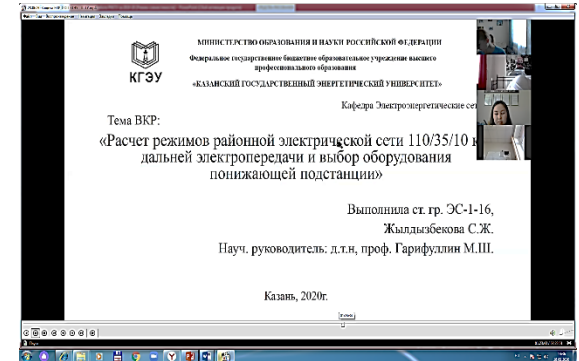 МИНИСТЕРСТВО ОБРАЗОВАНИЯ И НАУКИ РОССИЙСКОЙ ФЕДЕРАЦИИ
Федеральное государственное бюджетное образовательное учреждение высшего
профессионального образования
КГЭУ
«КАЗАНСКИЙ ГОСУДАРСТВЕННЫЙ ЭНЕРГЕТИЧЕСКИЙ УНИВЕРСИТЕТ»
Кафедра Электроэнергетические
Тема ВКР:
«Расчет режимов районной электрической сети 110/35/10
дальней электропередачи и выбор оборудования
понижающей подстанции»
Выполнила ст. гр. ЭС-1-16,
Жылдызбекова С.Ж.
Науч. руководитель: д.т.н, проф. Гарифуллин М.Ш.
Казань, 2020г.